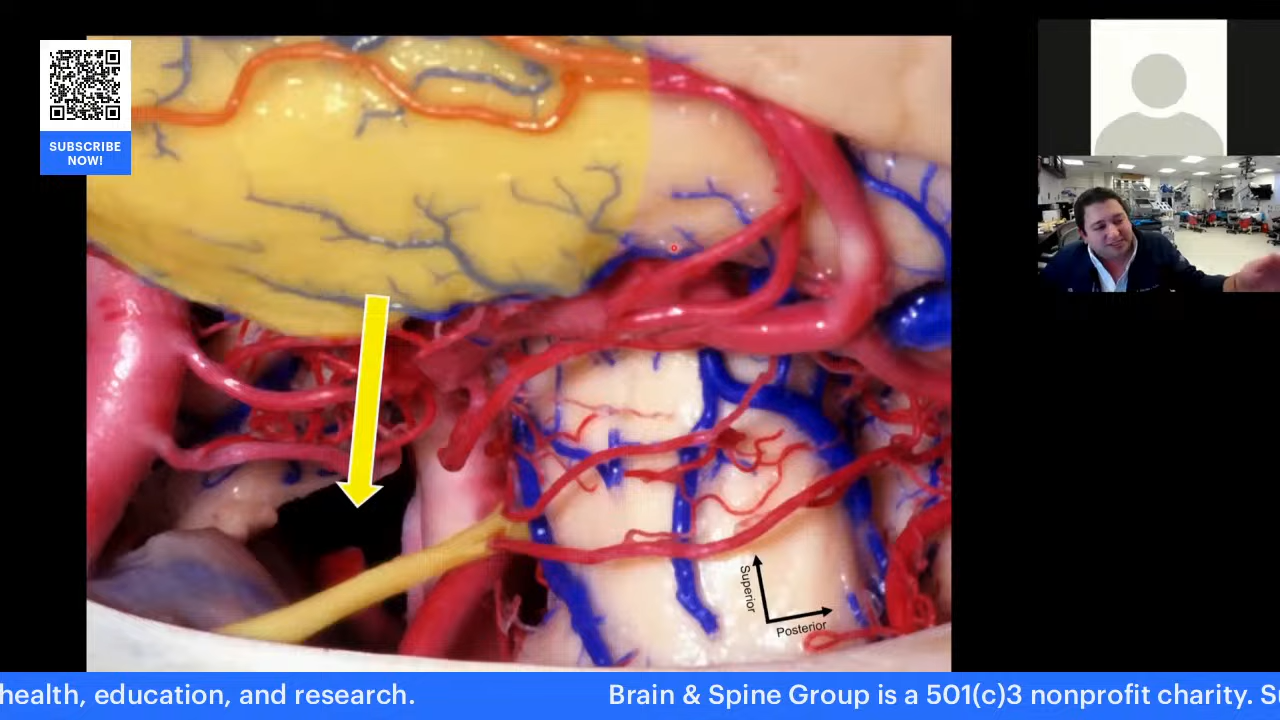 SUBSCRIBE
NOW!
Superior
Posterior
health, education, and research.
Brain & Spine Group is a 501(c)3 nonprofit charity. S